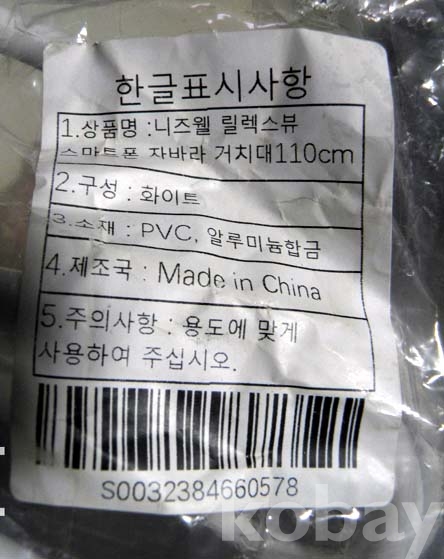 한글표시사항
1.상품명 : 니즈웰 릴렉스뷰
스마트폰 자바라 거치대110cm
2.구성 : 화이트
3.소재 : PVC, 알루미늄합금
4.제조국 : Made in China
5.주의사항 : 용도에 맞게
사용하여 주십시오.
S0032384660578
kobay